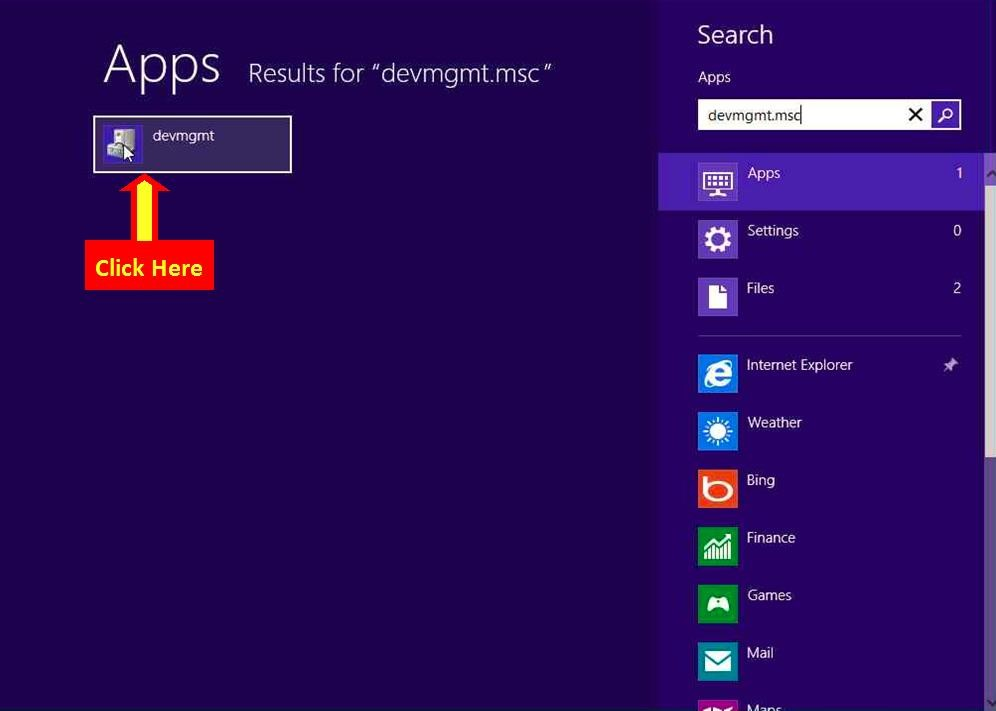 Apps Results for “devmgmt.msc”
devmgmt
Click Here
Search
Apps
devmgmt.msc
Apps 1
Settings 0
Files 2
Internet Explorer
Weather
Bing
Finance
Games
Mail
Maps